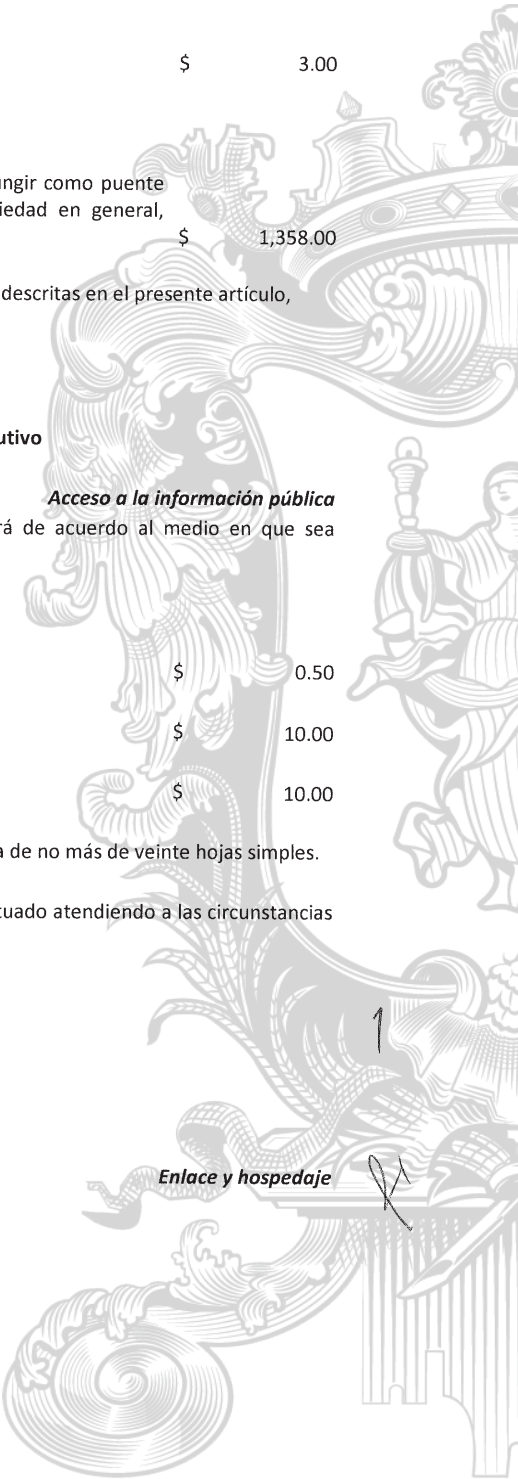 $ 3.00
ngir como puente
iedad en general,
$ 1,358.00
descritas en el presente artículo,
utivo
Acceso a la información pública
rá de acuerdo al medio en que sea
$ 0.50
$ 10.00
$ 10.00
a de no más de veinte hojas simples.
tuado atendiendo a las circunstancias
Enlace y hospedaje